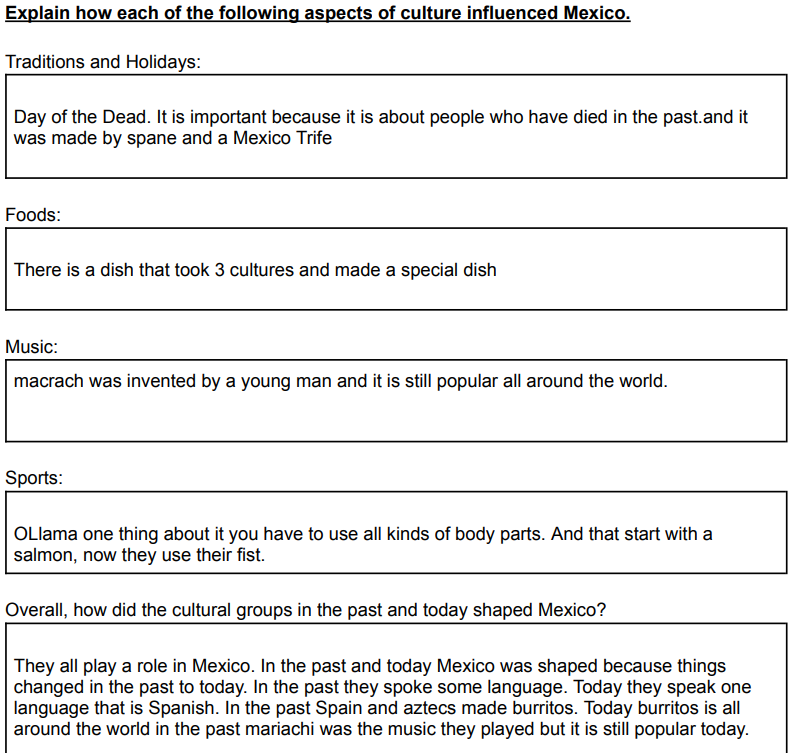 Explain how each of the following aspects of culture influenced Mexico.
Traditions and Holidays:
Day of the Dead. It is important because it is about people who have died in the past.and it
was made by spane and a Mexico Trife
Foods:
There is a dish that took 3 cultures and made a special dish
Music:
macrach was invented by a young man and it is still popular all around the world.
Sports:
OLlama one thing about it you have to use all kinds of body parts. And that start with a
salmon, now they use their fist.
Overall, how did the cultural groups in the past and today shaped Mexico?
They all play a role in Mexico. In the past and today Mexico was shaped because things
changed in the past to today. In the past they spoke some language. Today they speak one
language that is Spanish. In the past Spain and aztecs made burritos. Today burritos is all
around the world in the past mariachi was the music they played but it is still popular today.